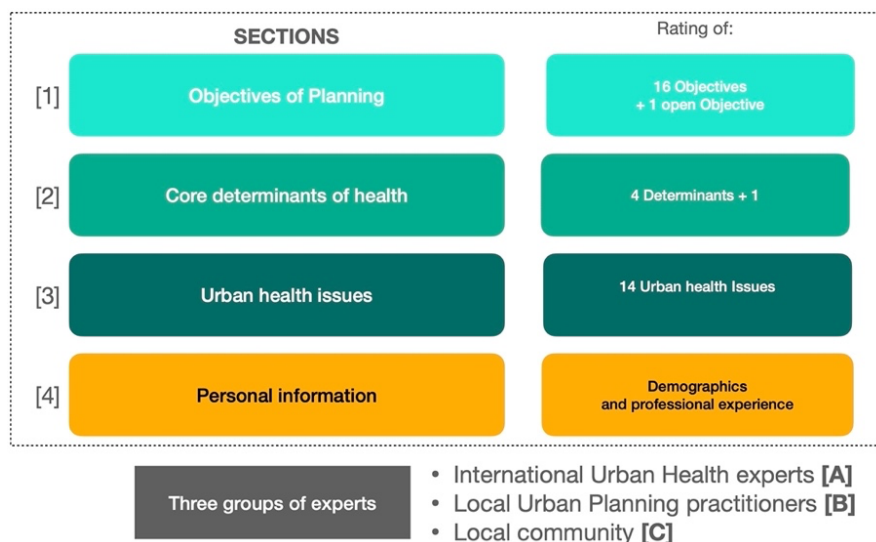 SECTIONS
Rating of:
[1]
Objectives of Planning
16 Objectives
+ 1 open Objective
[2]
Core determinants of health
4 Determinants + 1
[3]
Urban health issues
14 Urban health Issues
[4]
Personal information
Demographics
and professional experience
Three groups of experts
• International Urban Health experts [A]
• Local Urban Planning practitioners [B]
• Local community [C]